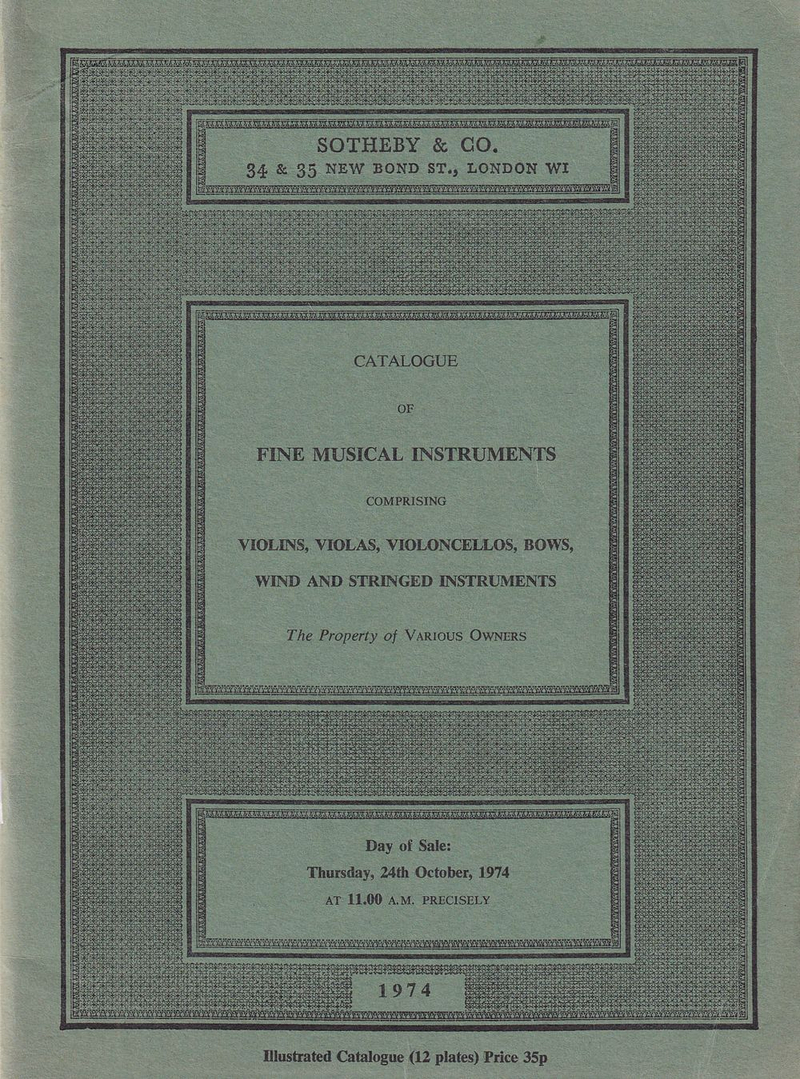 SOTHEBY & CO.
34 & 35 NEW BOND ST., LONDON WI
CATALOGUE
OF
FINE MUSICAL INSTRUMENTS
COMPRISING
VIOLINS, VIOLAS, VIOLONCELLOS, BOWS,
WIND AND STRINGED INSTRUMENTS
The Property of VARIOUS OWNERS
Day of Sale:
Thursday, 24th October, 1974
AT 11.00 A.M. PRECISELY
1974
Illustrated Catalogue (12 plates) Price 35p